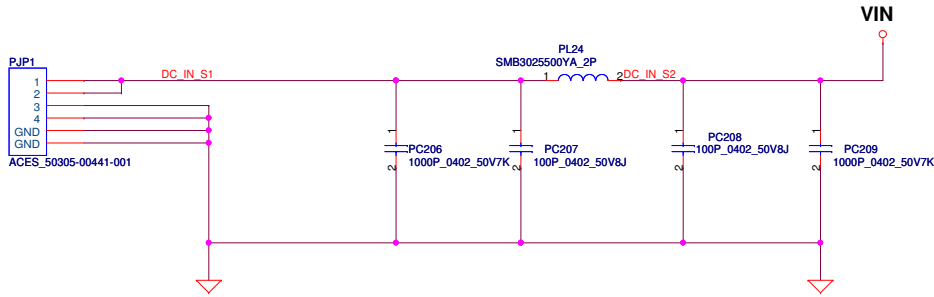 VIN
PJP1
1
2
3
4
GND
GND
ACES_50305-00441-001
DC_IN_S1
PL24
SMB3025500YA_2P
1
2
DC_IN_S2
1
2
PC206
1000P_0402_50V7K
1
2
PC207
100P_0402_50V8J
1
2
PC208
100P_0402_50V8J
1
2
PC209
1000P_0402_50V7K